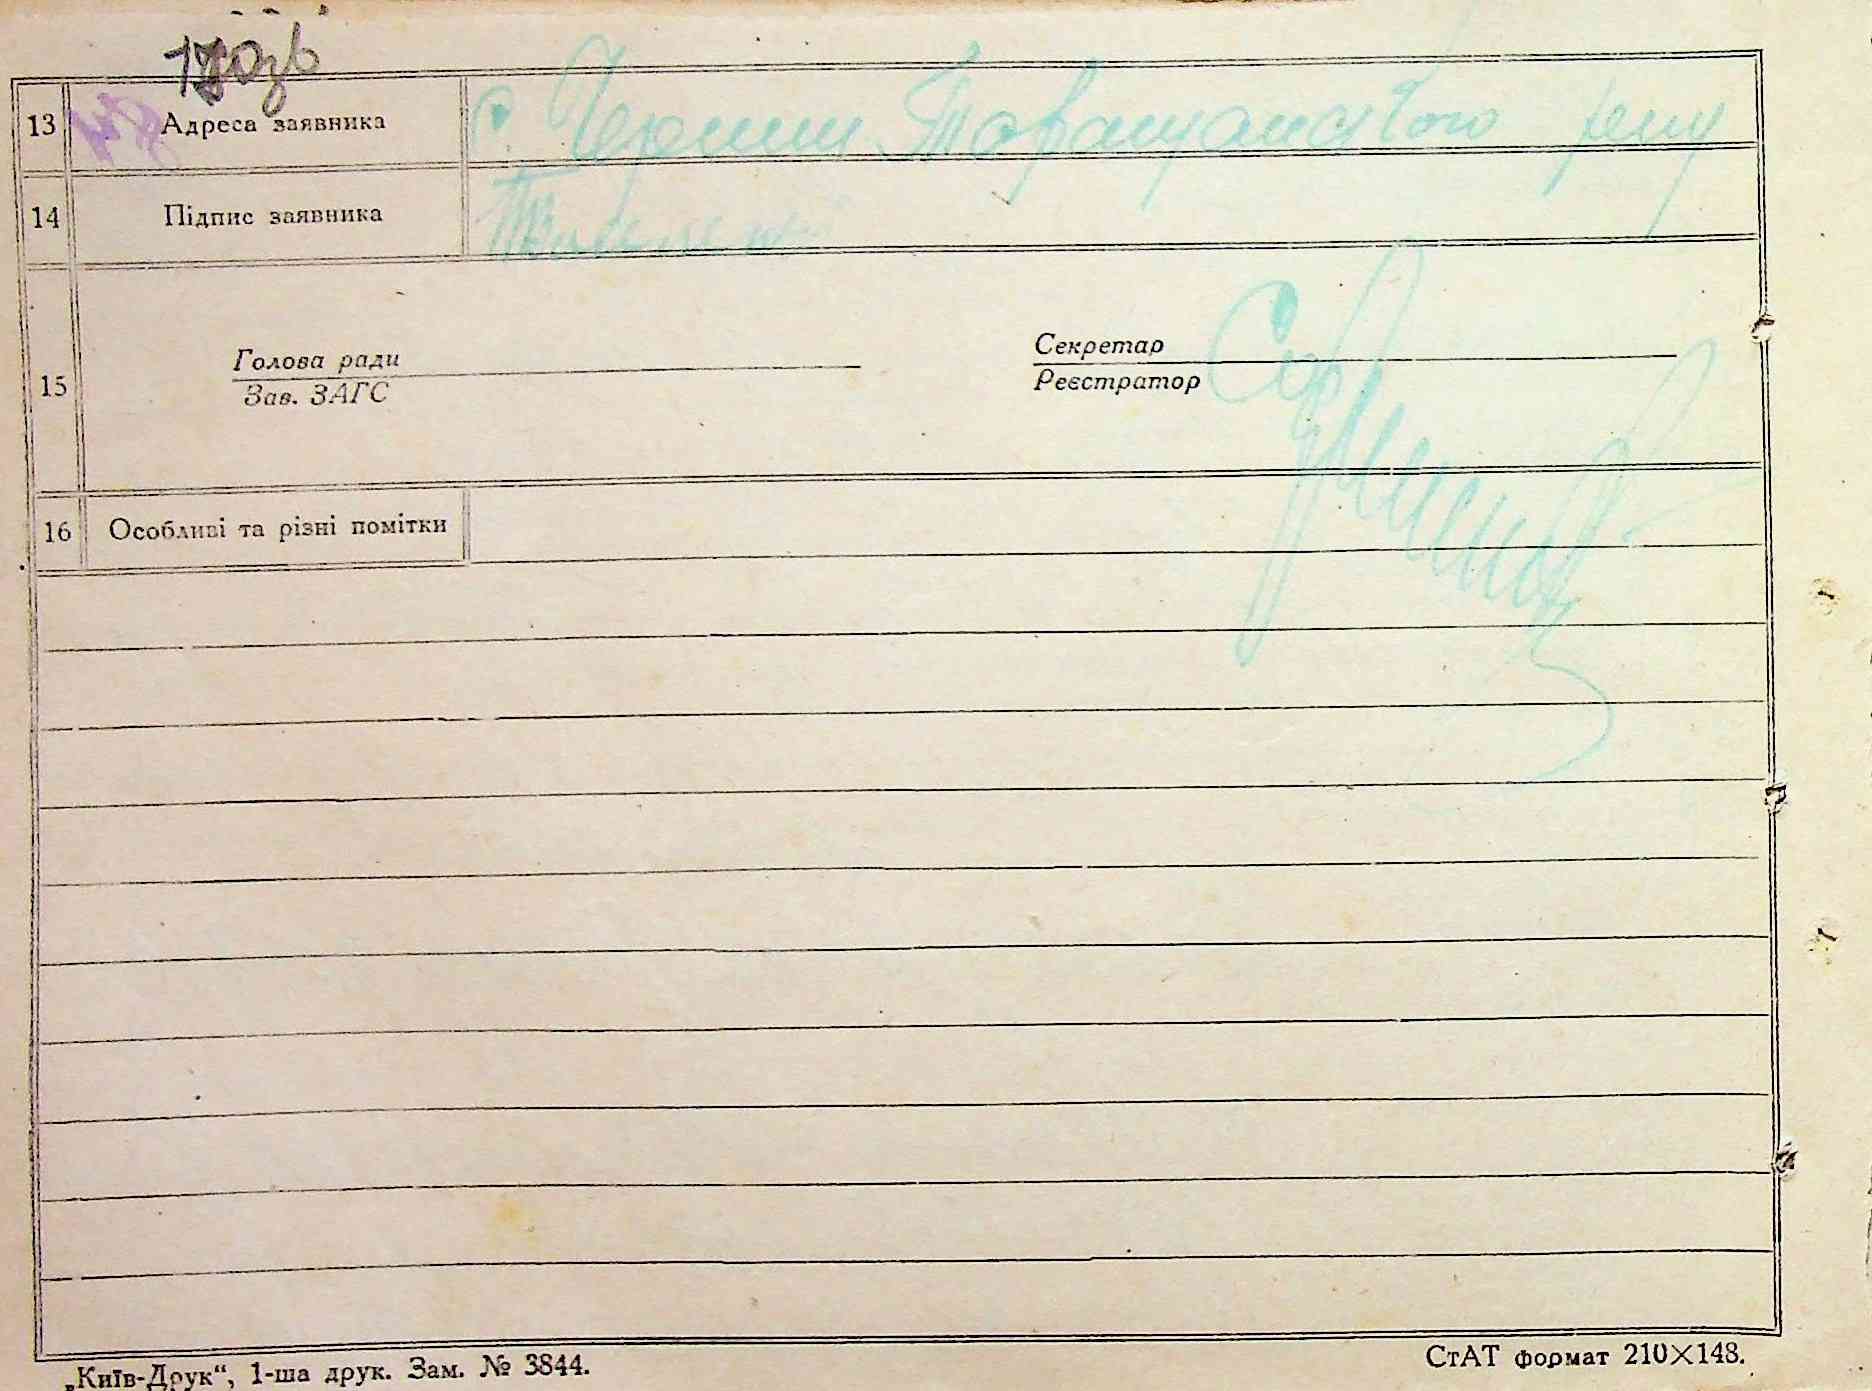 13 Адреса заявника с. Черепин Таращанського р-ну
14 Підпис заявника
15 Голова ради Секретар
Зав. ЗАГС Реєстратор
16 Особливі та різні помітки
„Київ-Друк“, 1-ша друк. Зам. № 3844. СтАТ формат 210×148.